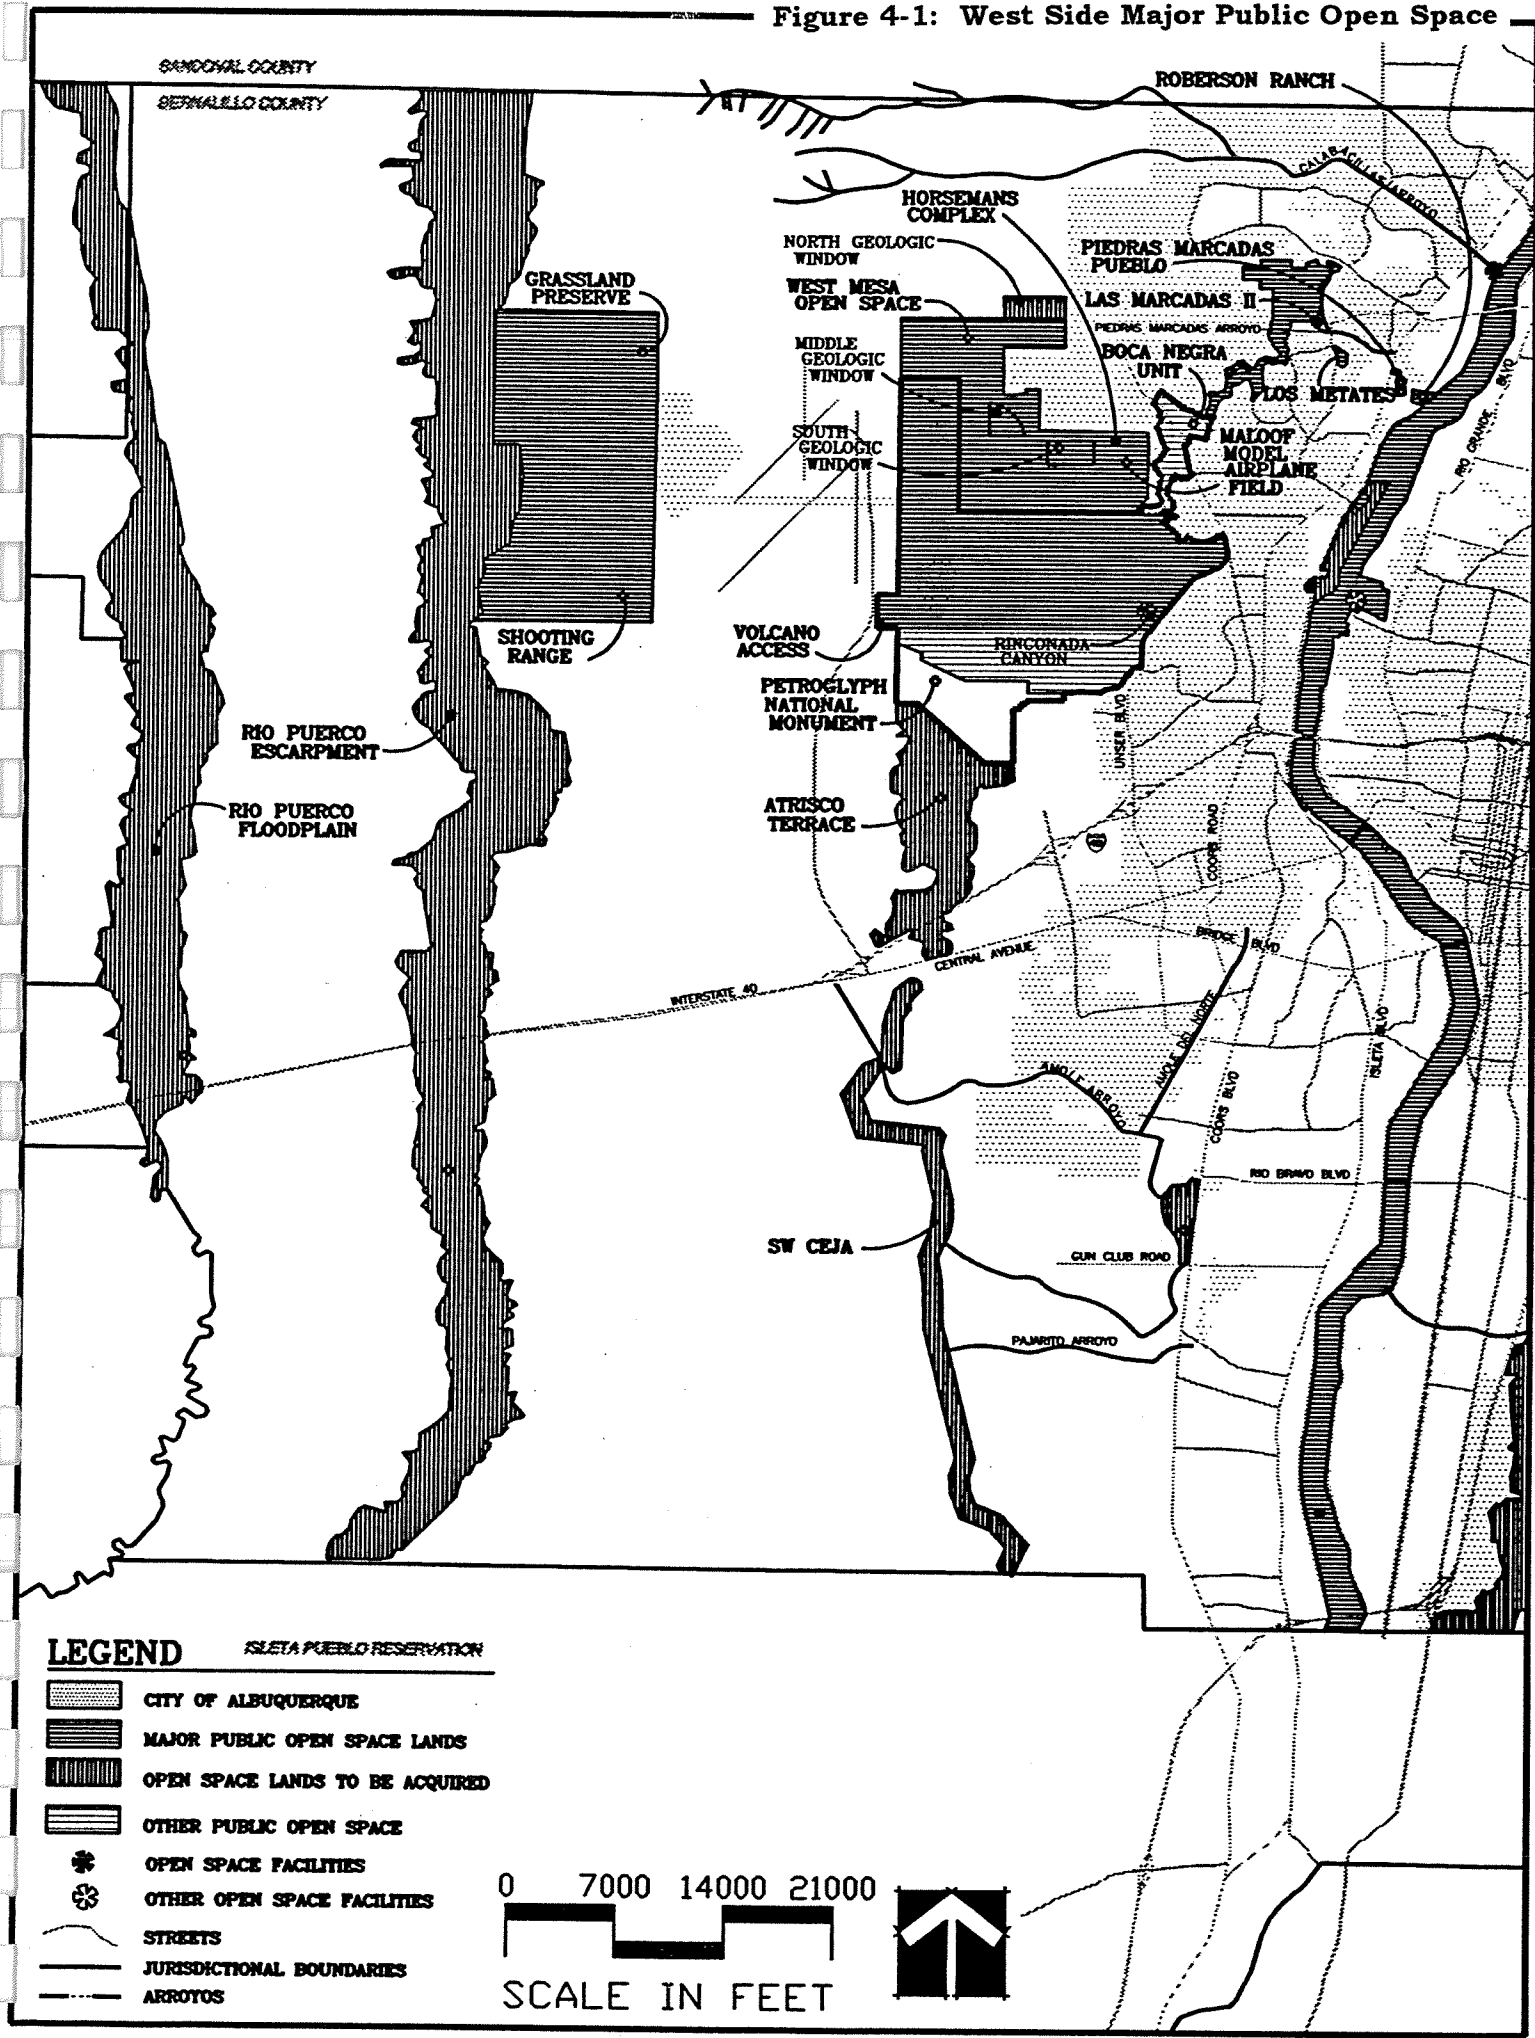 Figure 4-1: West Side Major Public Open Space
SANDOVAL COUNTY
BERNALILLO COUNTY
ROBERSON RANCH
CALABACILLAS ARROYO
HORSEMANS
COMPLEX
NORTH GEOLOGIC
WINDOW
PIEDRAS MARCADAS
PUEBLO
GRASSLAND
PRESERVE
WEST MESA
OPEN SPACE
LAS MARCADAS II
PIEDRAS MARCADAS ARROYO
MIDDLE
GEOLOGIC
WINDOW
BOCA NEGRA
UNIT
LOS METATES
BLVD
RIO GRANDE
SOUTH
GEOLOGIC
WINDOW
MALOOF
MODEL
AIRPLANE
FIELD
SHOOTING
RANGE
VOLCANO
ACCESS
RINCONADA
CANYON
PETROGLYPH
NATIONAL
MONUMENT
UNSER BLVD
RIO PUERCO
ESCARPMENT
RIO PUERCO
FLOODPLAIN
ATRISCO
TERRACE
COORS ROAD
BRIDGE BLVD
CENTRAL AVENUE
INTERSTATE 40
AMOLE DEL NORTE
ISLETA BLVD
AMOLE ARROYO
COORS BLVD
RIO BRAVO BLVD
SW CEJA
GUN CLUB ROAD
PAJARITO ARROYO
LEGEND
ISLETA PUEBLO RESERVATION
CITY OF ALBUQUERQUE
MAJOR PUBLIC OPEN SPACE LANDS
OPEN SPACE LANDS TO BE ACQUIRED
OTHER PUBLIC OPEN SPACE
OPEN SPACE FACILITIES
OTHER OPEN SPACE FACILITIES
STREETS
JURISDICTIONAL BOUNDARIES
ARROYOS
0 7000 14000 21000
SCALE IN FEET